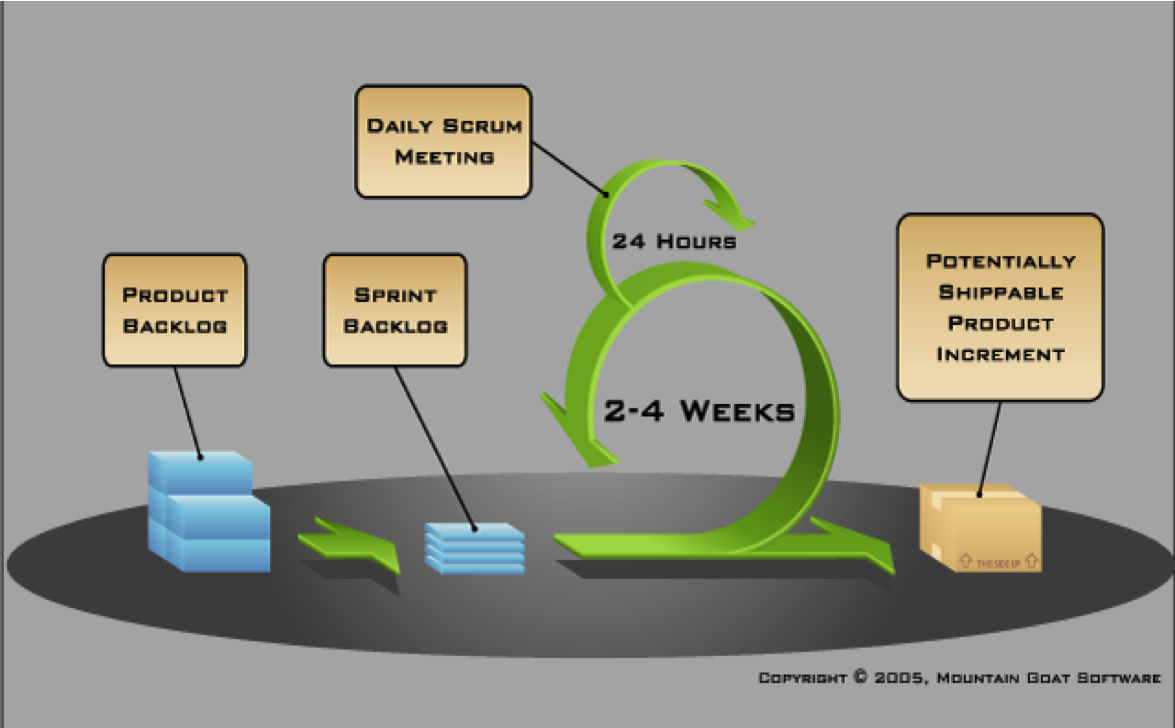 Daily Scrum
Meeting
24 Hours
Product
Backlog
Sprint
Backlog
Potentially
Shippable
Product
Increment
2-4 Weeks
THIS SIDE UP
Copyright © 2005, Mountain Goat Software